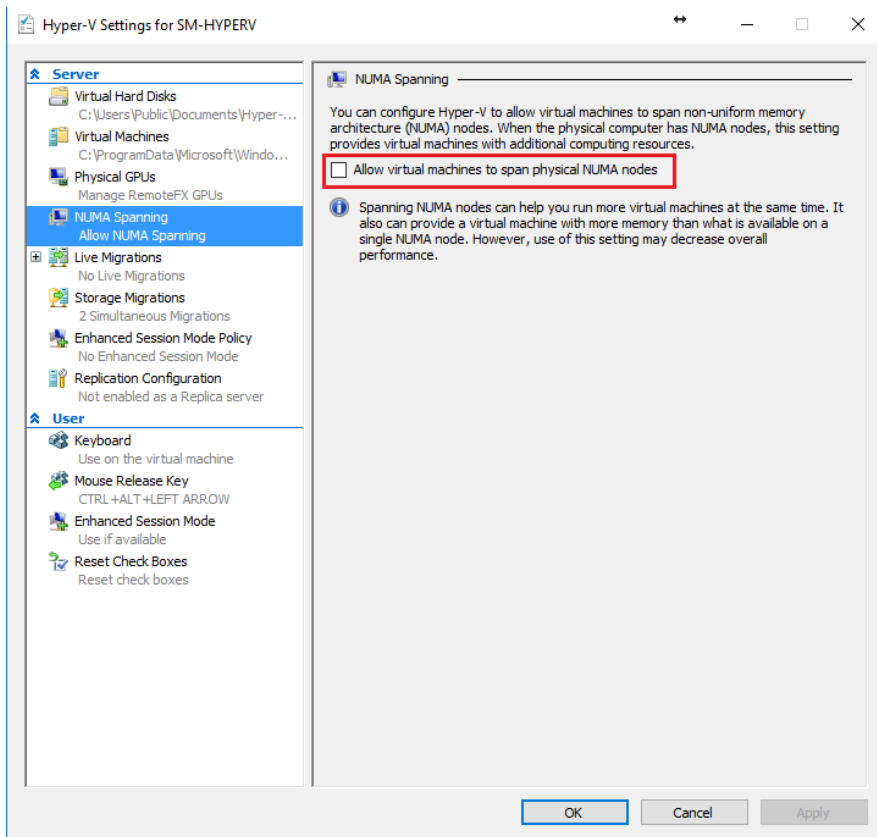 Hyper-V Settings for SM-HYPERV
Server
Virtual Hard Disks
C:\Users\Public\Documents\Hyper-...
Virtual Machines
C:\ProgramData\Microsoft\Windo...
Physical GPUs
Manage RemoteFX GPUs
NUMA Spanning
Allow NUMA Spanning
Live Migrations
No Live Migrations
Storage Migrations
2 Simultaneous Migrations
Enhanced Session Mode Policy
No Enhanced Session Mode
Replication Configuration
Not enabled as a Replica server
User
Keyboard
Use on the virtual machine
Mouse Release Key
CTRL+ALT+LEFT ARROW
Enhanced Session Mode
Use if available
Reset Check Boxes
Reset check boxes
NUMA Spanning
You can configure Hyper-V to allow virtual machines to span non-uniform memory
architecture (NUMA) nodes. When the physical computer has NUMA nodes, this setting
provides virtual machines with additional computing resources.
Allow virtual machines to span physical NUMA nodes
Spanning NUMA nodes can help you run more virtual machines at the same time. It
also can provide a virtual machine with more memory than what is available on a
single NUMA node. However, use of this setting may decrease overall
performance.
OK
Cancel
Apply